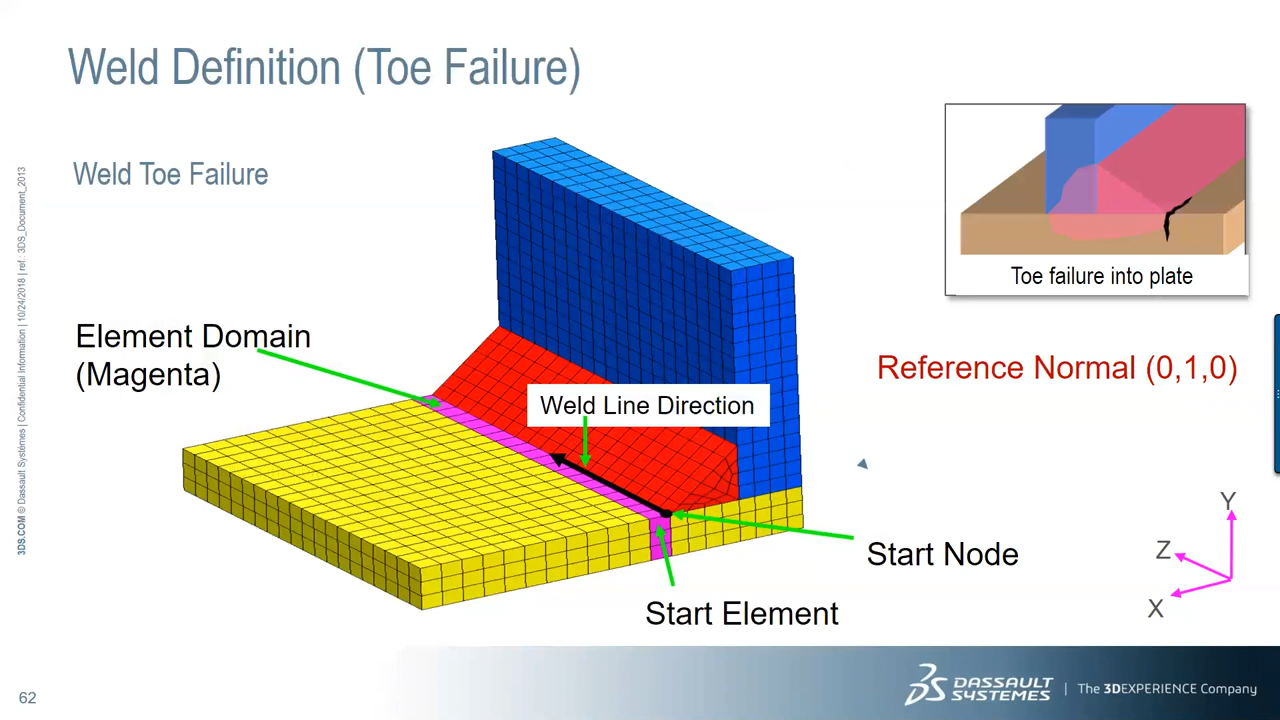 Weld Definition (Toe Failure)
Weld Toe Failure
Toe failure into plate
Element Domain
(Magenta)
Weld Line Direction
Reference Normal (0,1,0)
Start Node
Start Element
Y
Z
X
3DS.COM © Dassault Systèmes | Confidential Information | 10/24/2018 | ref.: 3DS_Document_2013
62
DASSAULT
SYSTEMES
The 3DEXPERIENCE Company